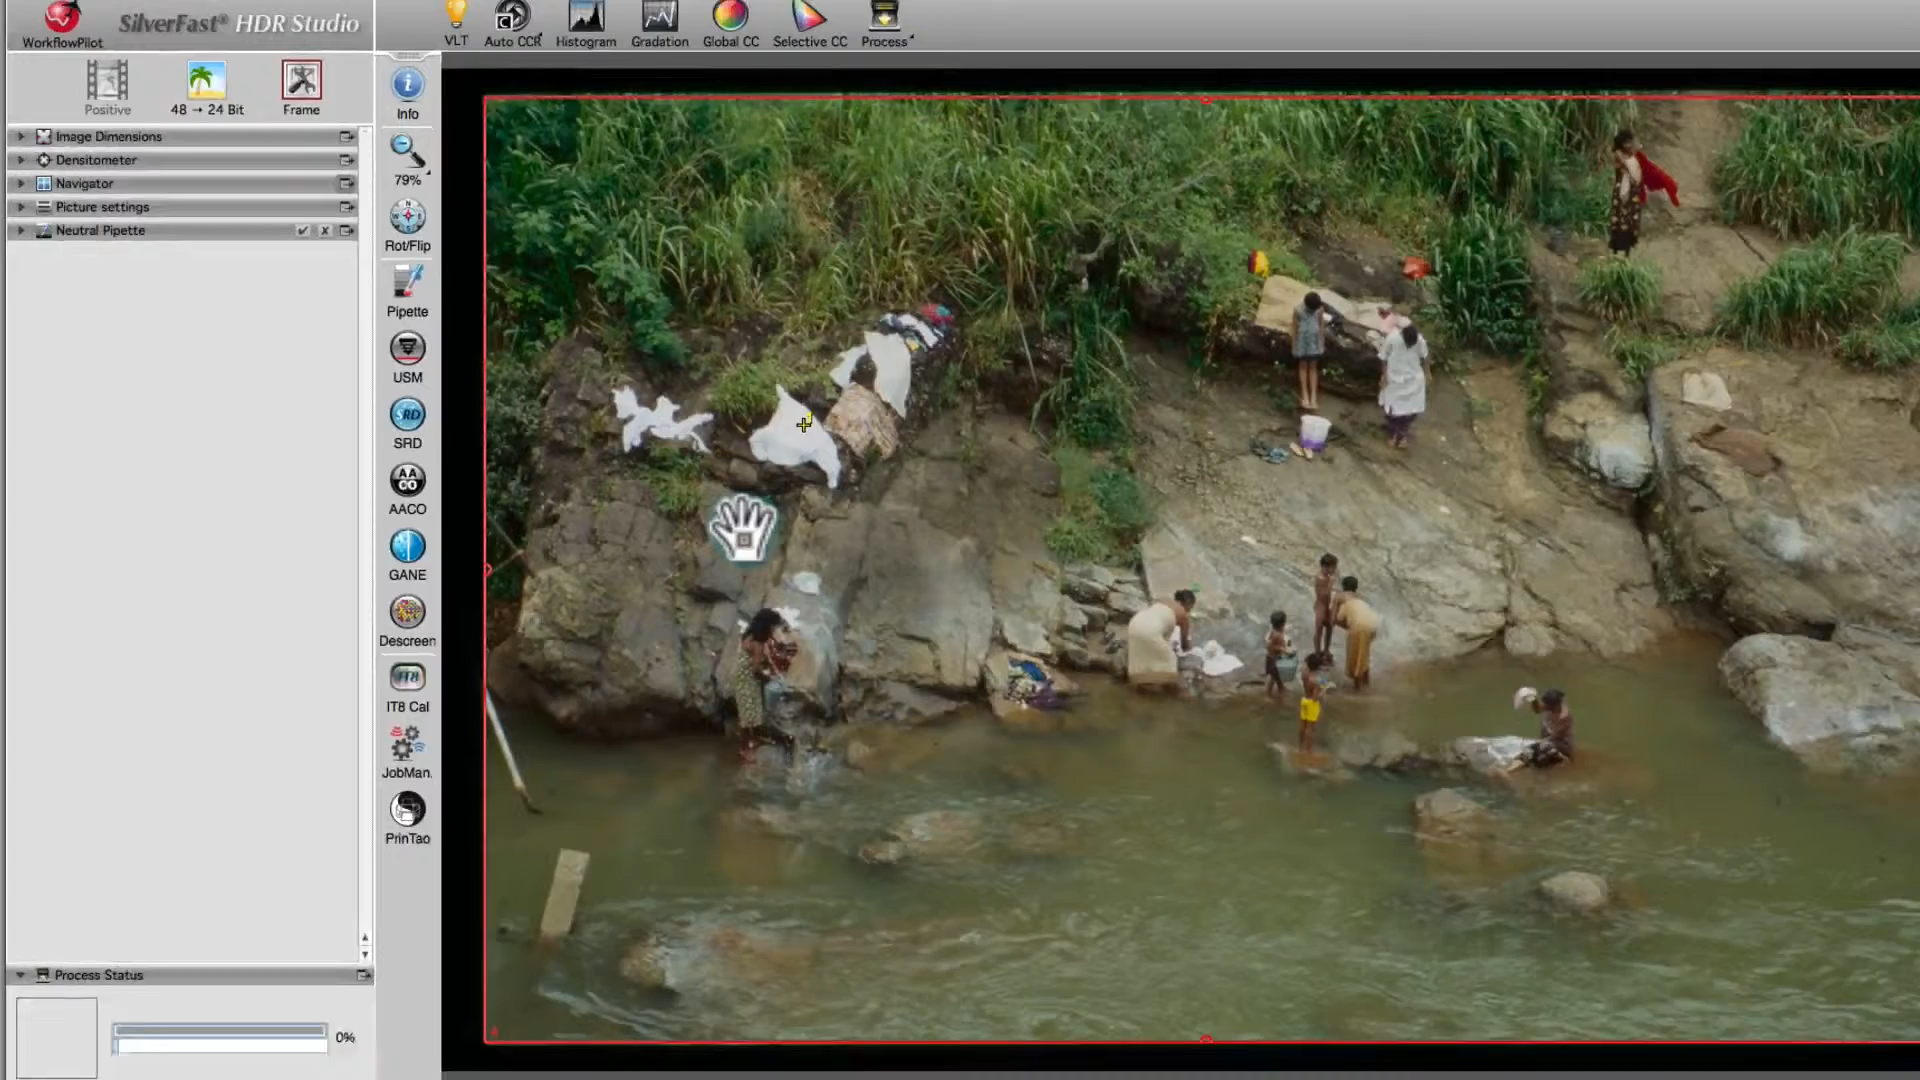 WorkflowPilot
SilverFast® HDR Studio
VLT
Auto CCR
Histogram
Gradation
Global CC
Selective CC
Process
Positive
48 → 24 Bit
Frame
Image Dimensions
Densitometer
Navigator
Picture settings
Neutral Pipette
Info
79%
Rot/Flip
Pipette
USM
SRD
SRD
AA
CO
AACO
GANE
Descreen
IT8
IT8 Cal
JobMan.
PrinTao
Process Status
0%